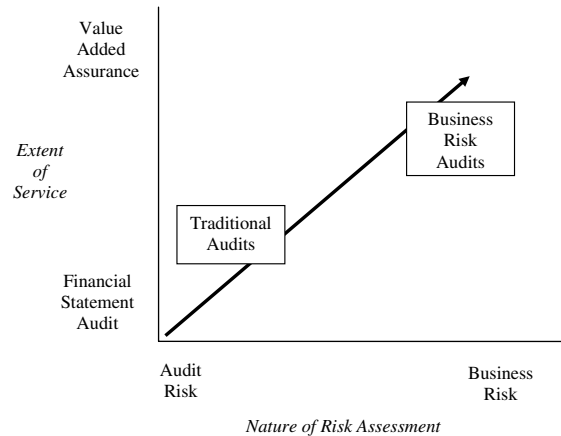 Value
Added
Assurance
Extent
of
Service
Financial
Statement
Audit
Traditional
Audits
Business
Risk
Audits
Audit
Risk
Business
Risk
Nature of Risk Assessment